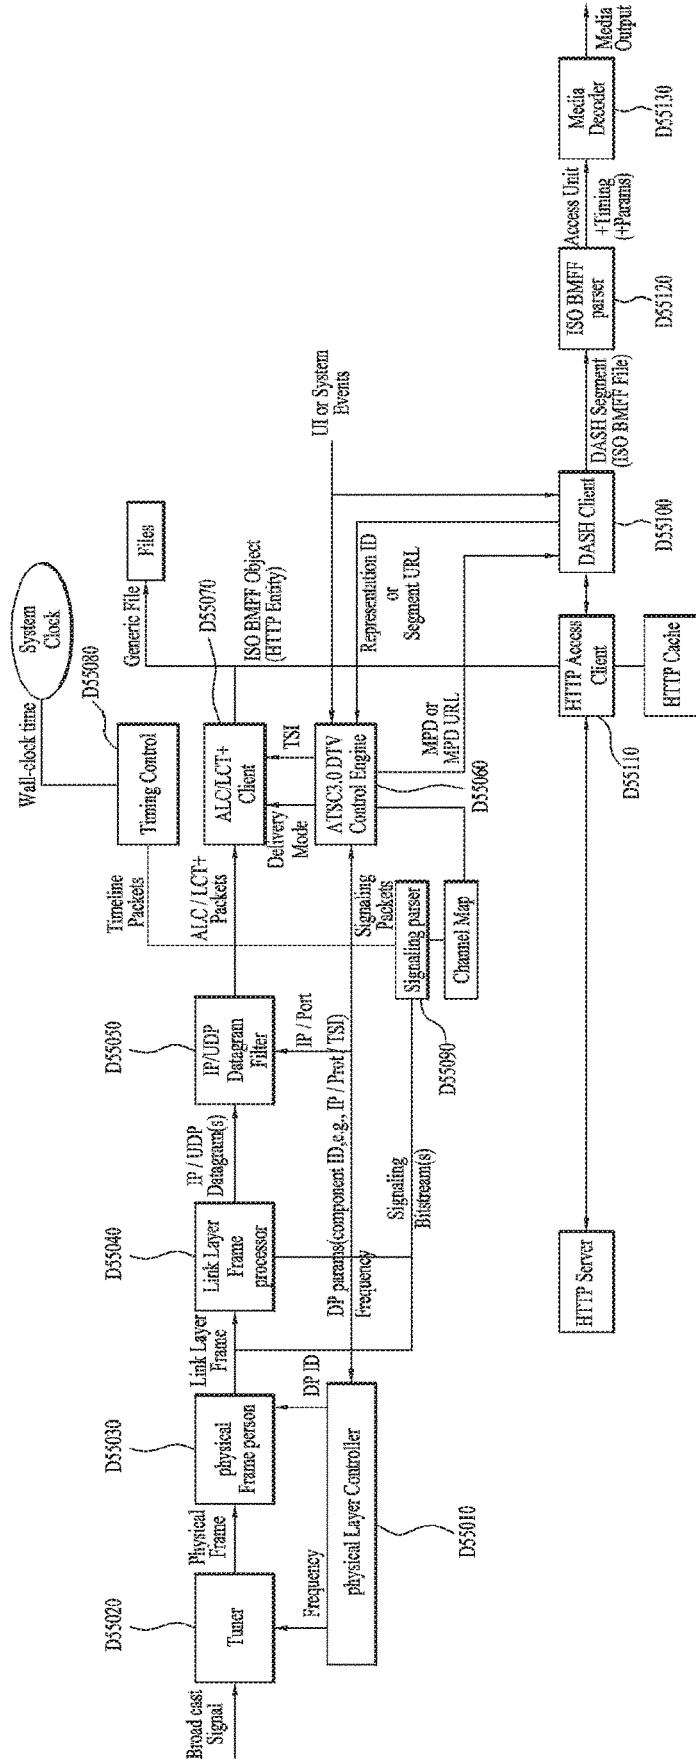 Broad cast
Signal
D55020
Tuner
Physical
Frame
Frequency
D55030
physical
Frame person
DP ID
physical Layer Controller
D55010
Link Layer
Frame
D55040
Link Layer
Frame
processor
IP / UDP
Datagram(s)
D55050
IP/UDP
Datagram
Filter
IP / Port
DP params(component ID,e.g., IP / Prot / TSI)
Frequency
Signaling
Bitstream(s)
D55090
Signaling parser
Channel Map
Signaling
Packets
Timeline
Packets
ALC / LCT+
Packets
Wall-clock time
System
Clock
D55080
Timing Control
D55070
ALC/LCT+
Client
Delivery
Mode
TSI
ATSC3.0 DTV
Control Engine
D55060
Generic File
Files
ISO BMFF Object
(HTTP Entity)
UI or System
Events
Representation ID
or
Segment URL
MPD or
MPD URL
HTTP Server
D55110
HTTP Access
Client
HTTP Cache
DASH Client
D55100
DASH Segment
(ISO BMFF File)
ISO BMFF
parser
D55120
Access Unit
+Timing
(+Params)
Media
Decoder
D55130
Media
Output